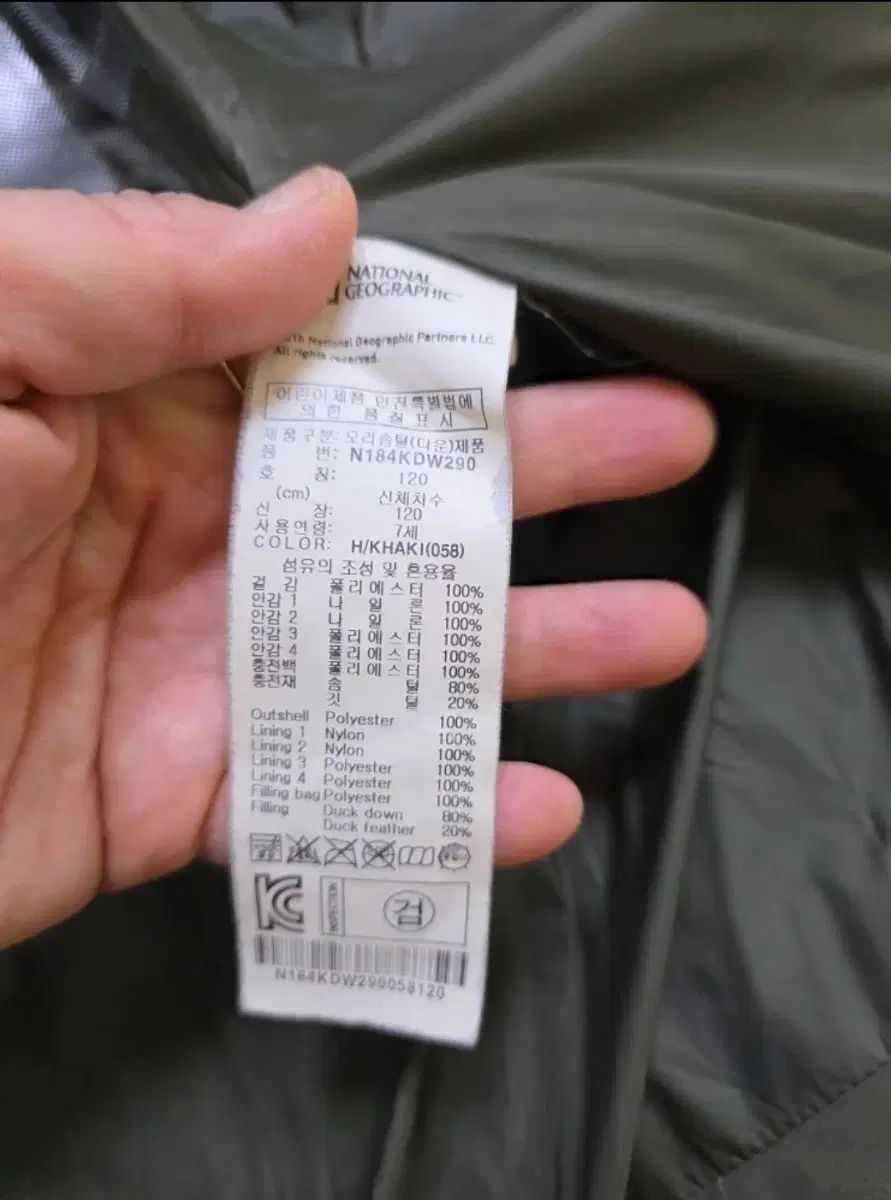 NATIONAL
GEOGRAPHIC
National Geographic Partners LLC.
All rights reserved.
어린이제품 안전특별법에
의한 품질표시
제품구분: 오리솜털(다운)제품
품 번: N184KDW290
호 칭: 120
(cm) 신체치수
신 장: 120
사용연령: 7세
COLOR: H/KHAKI(058)
섬유의 조성 및 혼용율
겉 감 폴리에스터 100%
안감 1 나 일 론 100%
안감 2 나 일 론 100%
안감 3 폴리에스터 100%
안감 4 폴리에스터 100%
충전백 폴리에스터 100%
충전재 솜 털 80%
깃 털 20%
Outshell Polyester 100%
Lining 1 Nylon 100%
Lining 2 Nylon 100%
Lining 3 Polyester 100%
Lining 4 Polyester 100%
Filling bag Polyester 100%
Filling Duck down 80%
Duck feather 20%
KC INSPECTION 검
N184KDW290058120